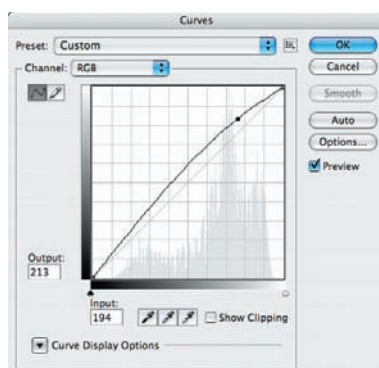 Curves
Preset: Custom
OK
Channel: RGB
Cancel
Smooth
Auto
Options...
Preview
Output:
213
Input:
194
Show Clipping
Curve Display Options